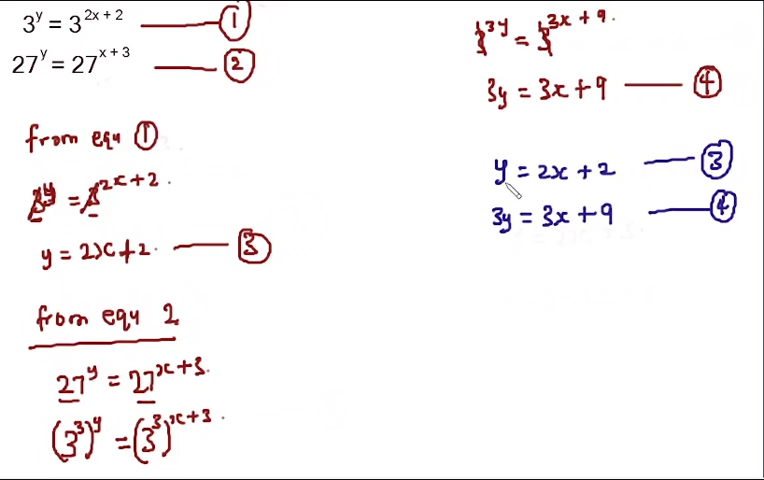 3^y = 3^(2x + 2) ——— ①
27^y = 27^(x + 3) ——— ②
from equ ①
3^y = 3^(2x + 2).
y = 2x + 2. ——— ③
from equ 2
27^y = 27^(x + 3).
(3^3)^y = (3^3)^(x + 3).
3^(3y) = 3^(3x + 9).
3y = 3x + 9 ——— ④
y = 2x + 2 ——— ③
3y = 3x + 9 ——— ④